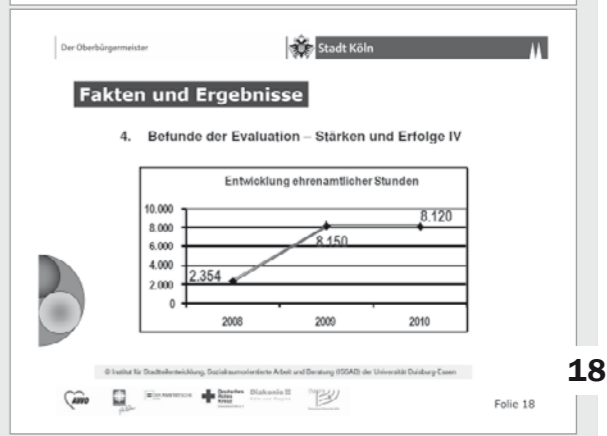 Der Oberbürgermeister
Stadt Köln
Fakten und Ergebnisse
4. Befunde der Evaluation – Stärken und Erfolge IV
Entwicklung ehrenamtlicher Stunden
10.000
8.120
8.000
8.150
6.000
4.000
2.354
2.000
0
2008 2009 2010
© Institut für Stadtteilentwicklung, Sozialraumorientierte Arbeit und Beratung (ISSAB) der Universität Duisburg-Essen
18
AWO
Deutsches Rotes Kreuz
Diakonie
Folie 18